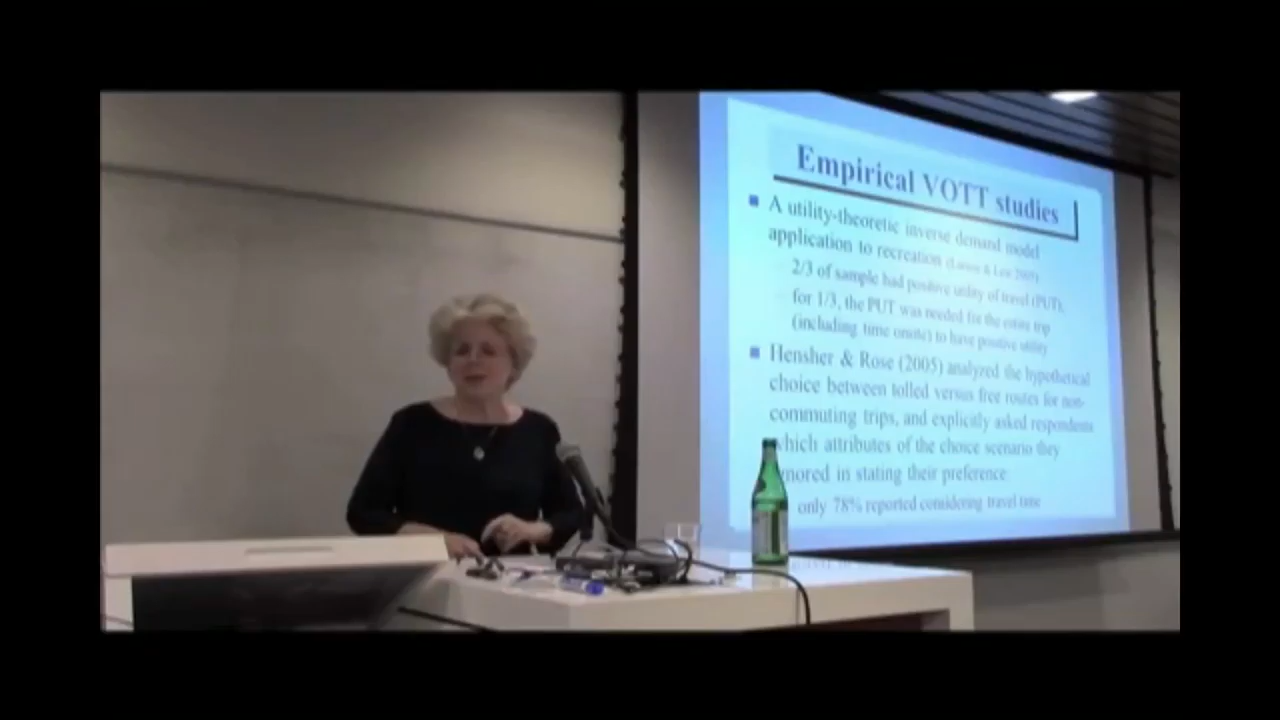 Empirical VOTT studies
A utility-theoretic inverse demand model
application to recreation
2/3 of sample had positive utility of travel (PUT);
for 1/3, the PUT was needed for the entire trip
(including time onsite) to have positive utility
Hensher & Rose (2005) analyzed the hypothetical
choice between tolled versus free routes for non-
commuting trips, and explicitly asked respondents
which attributes of the choice scenario they
in stating their preference:
only 78% reported considering travel time